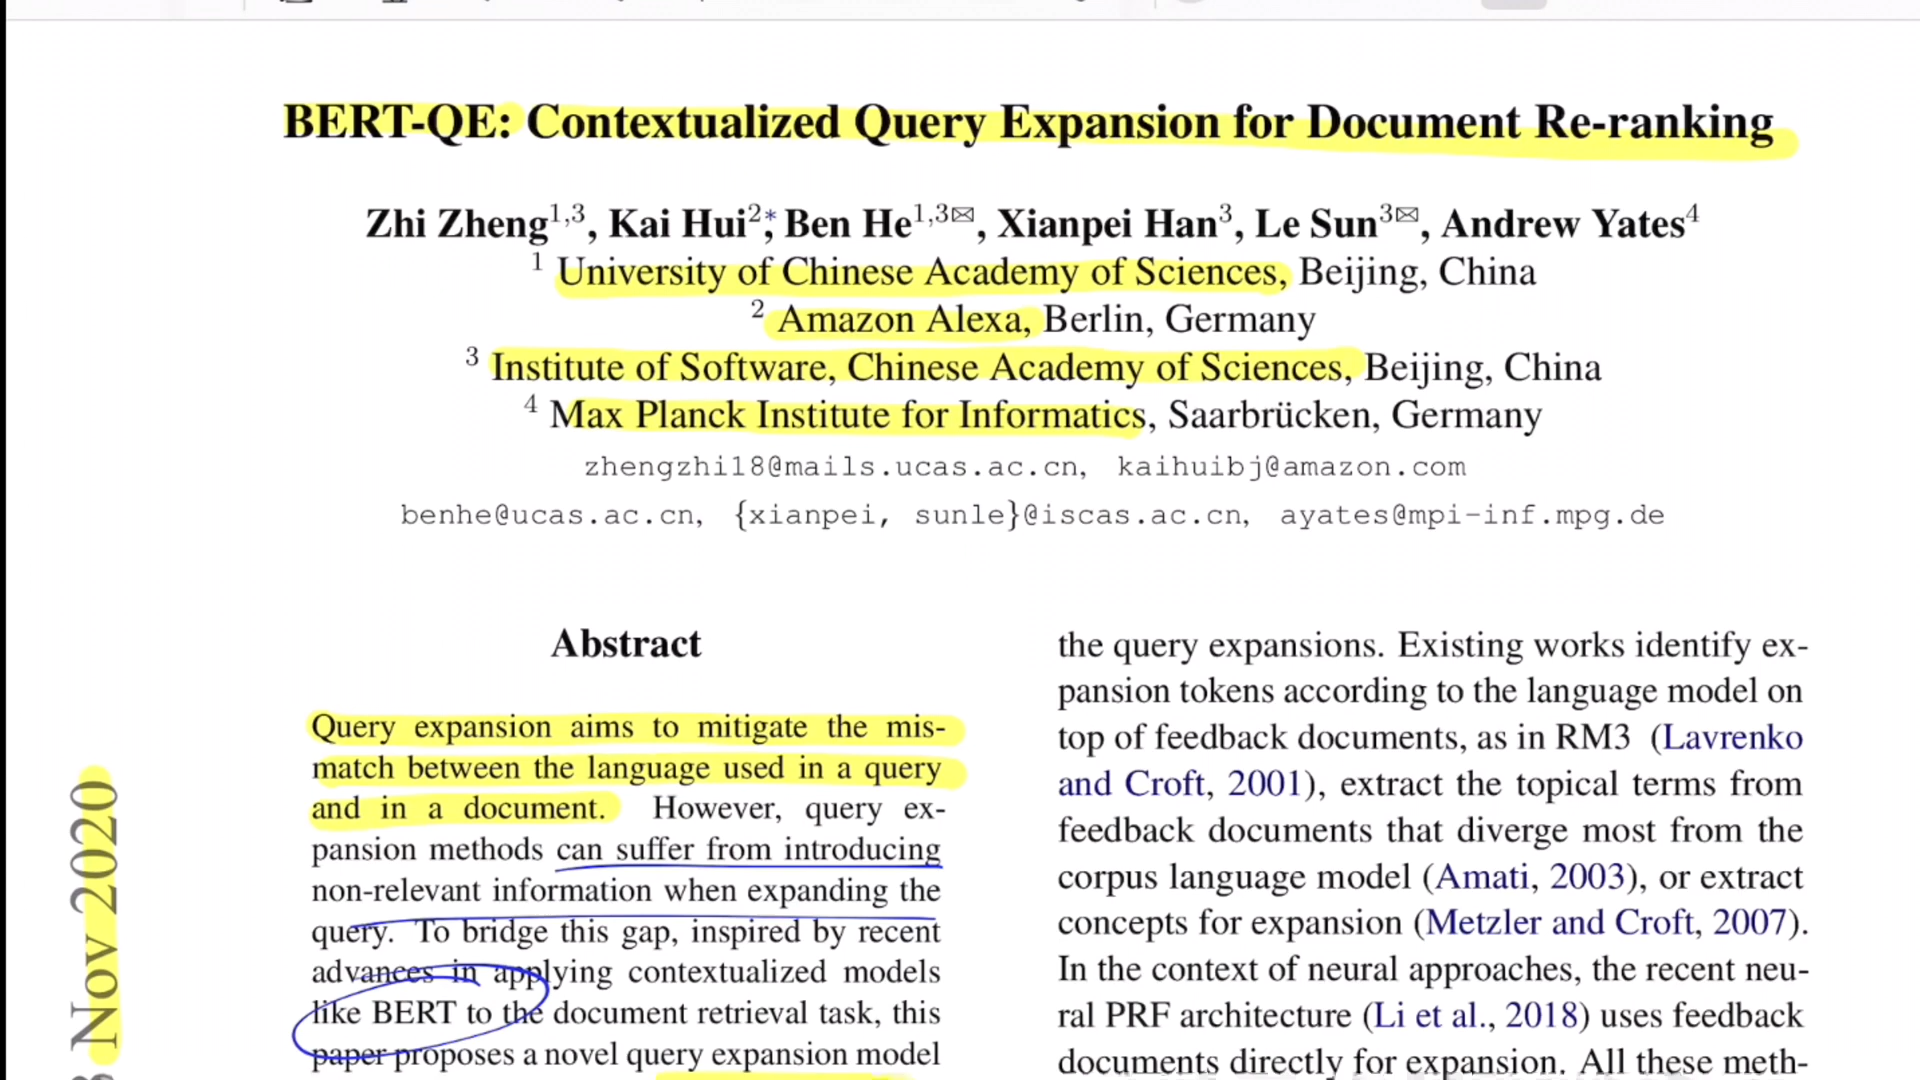 BERT-QE: Contextualized Query Expansion for Document Re-ranking
Zhi Zheng1,3, Kai Hui2*, Ben He1,3✉, Xianpei Han3, Le Sun3✉, Andrew Yates4
1 University of Chinese Academy of Sciences, Beijing, China
2 Amazon Alexa, Berlin, Germany
3 Institute of Software, Chinese Academy of Sciences, Beijing, China
4 Max Planck Institute for Informatics, Saarbrücken, Germany
zhengzhi18@mails.ucas.ac.cn, kaihuibj@amazon.com
benhe@ucas.ac.cn, {xianpei, sunle}@iscas.ac.cn, ayates@mpi-inf.mpg.de
Abstract
Query expansion aims to mitigate the mis-
match between the language used in a query
and in a document. However, query ex-
pansion methods can suffer from introducing
non-relevant information when expanding the
query. To bridge this gap, inspired by recent
advances in applying contextualized models
like BERT to the document retrieval task, this
paper proposes a novel query expansion model
the query expansions. Existing works identify ex-
pansion tokens according to the language model on
top of feedback documents, as in RM3 (Lavrenko
and Croft, 2001), extract the topical terms from
feedback documents that diverge most from the
corpus language model (Amati, 2003), or extract
concepts for expansion (Metzler and Croft, 2007).
In the context of neural approaches, the recent neu-
ral PRF architecture (Li et al., 2018) uses feedback
documents directly for expansion. All these meth-
Nov 2020